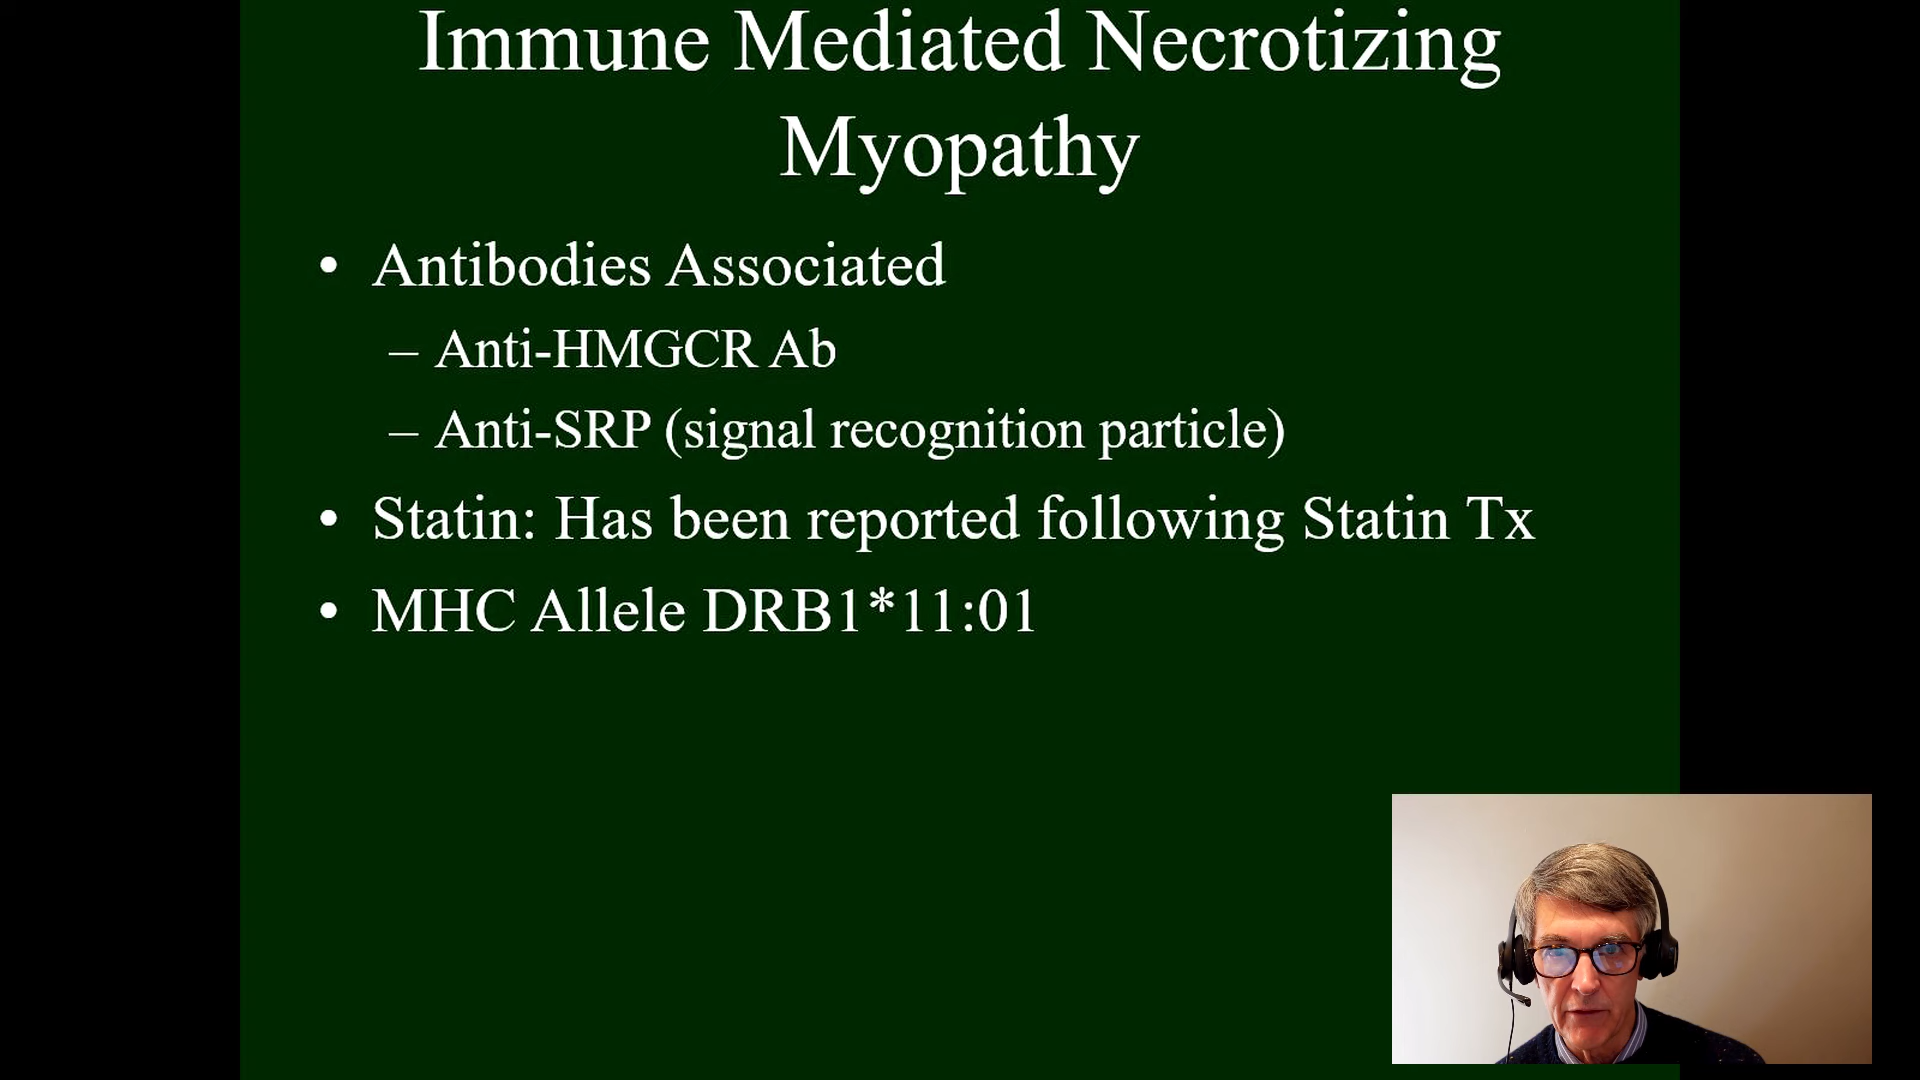 Immune Mediated Necrotizing
Myopathy
• Antibodies Associated
– Anti-HMGCR Ab
– Anti-SRP (signal recognition particle)
• Statin: Has been reported following Statin Tx
• MHC Allele DRB1*11:01